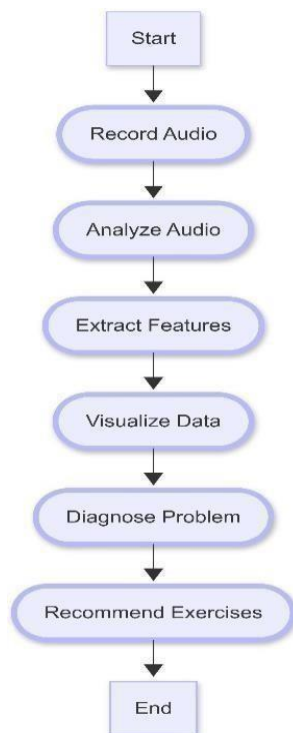 Start
Record Audio
Analyze Audio
Extract Features
Visualize Data
Diagnose Problem
Recommend Exercises
End